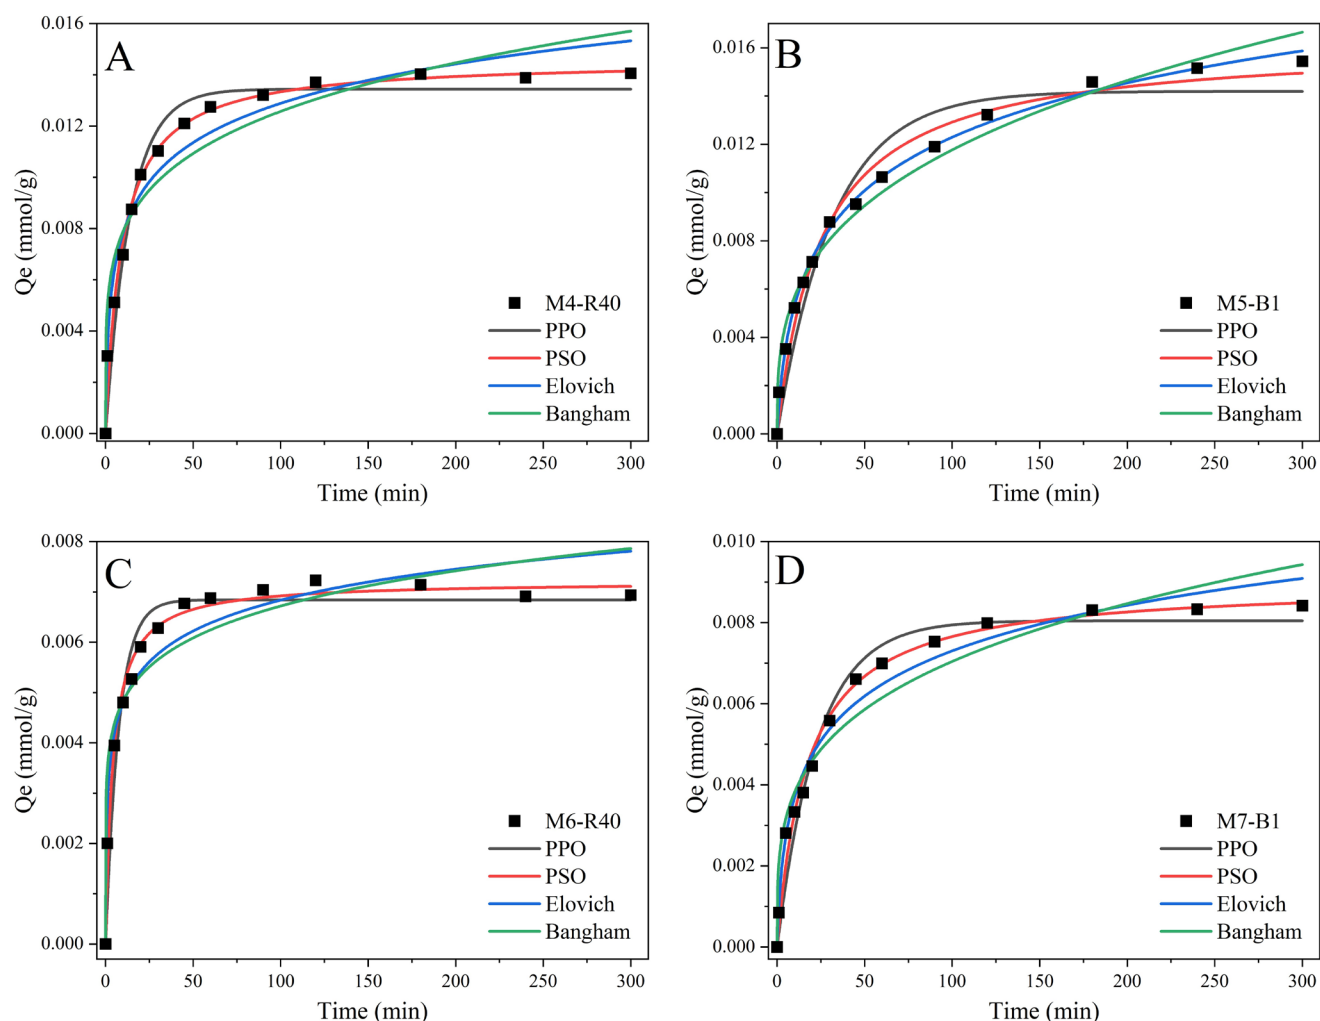 A
Qe (mmol/g)
0.016
0.012
0.008
0.004
0.000
M4-R40
PPO
PSO
Elovich
Bangham
0 50 100 150 200 250 300
Time (min)
B
Qe (mmol/g)
0.016
0.012
0.008
0.004
0.000
M5-B1
PPO
PSO
Elovich
Bangham
0 50 100 150 200 250 300
Time (min)
C
Qe (mmol/g)
0.008
0.006
0.004
0.002
0.000
M6-R40
PPO
PSO
Elovich
Bangham
0 50 100 150 200 250 300
Time (min)
D
Qe (mmol/g)
0.010
0.008
0.006
0.004
0.002
0.000
M7-B1
PPO
PSO
Elovich
Bangham
0 50 100 150 200 250 300
Time (min)